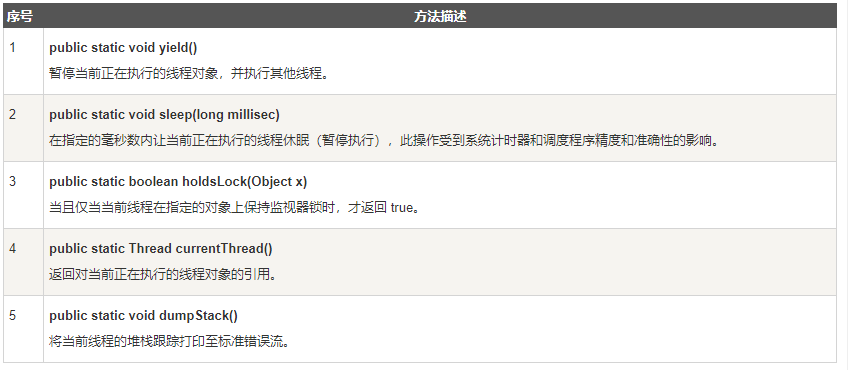 序号 方法描述
1 public static void yield()
暂停当前正在执行的线程对象，并执行其他线程。
2 public static void sleep(long millisec)
在指定的毫秒数内让当前正在执行的线程休眠（暂停执行），此操作受到系统计时器和调度程序精度和准确性的影响。
3 public static boolean holdsLock(Object x)
当且仅当当前线程在指定的对象上保持监视器锁时，才返回 true。
4 public static Thread currentThread()
返回对当前正在执行的线程对象的引用。
5 public static void dumpStack()
将当前线程的堆栈跟踪打印至标准错误流。